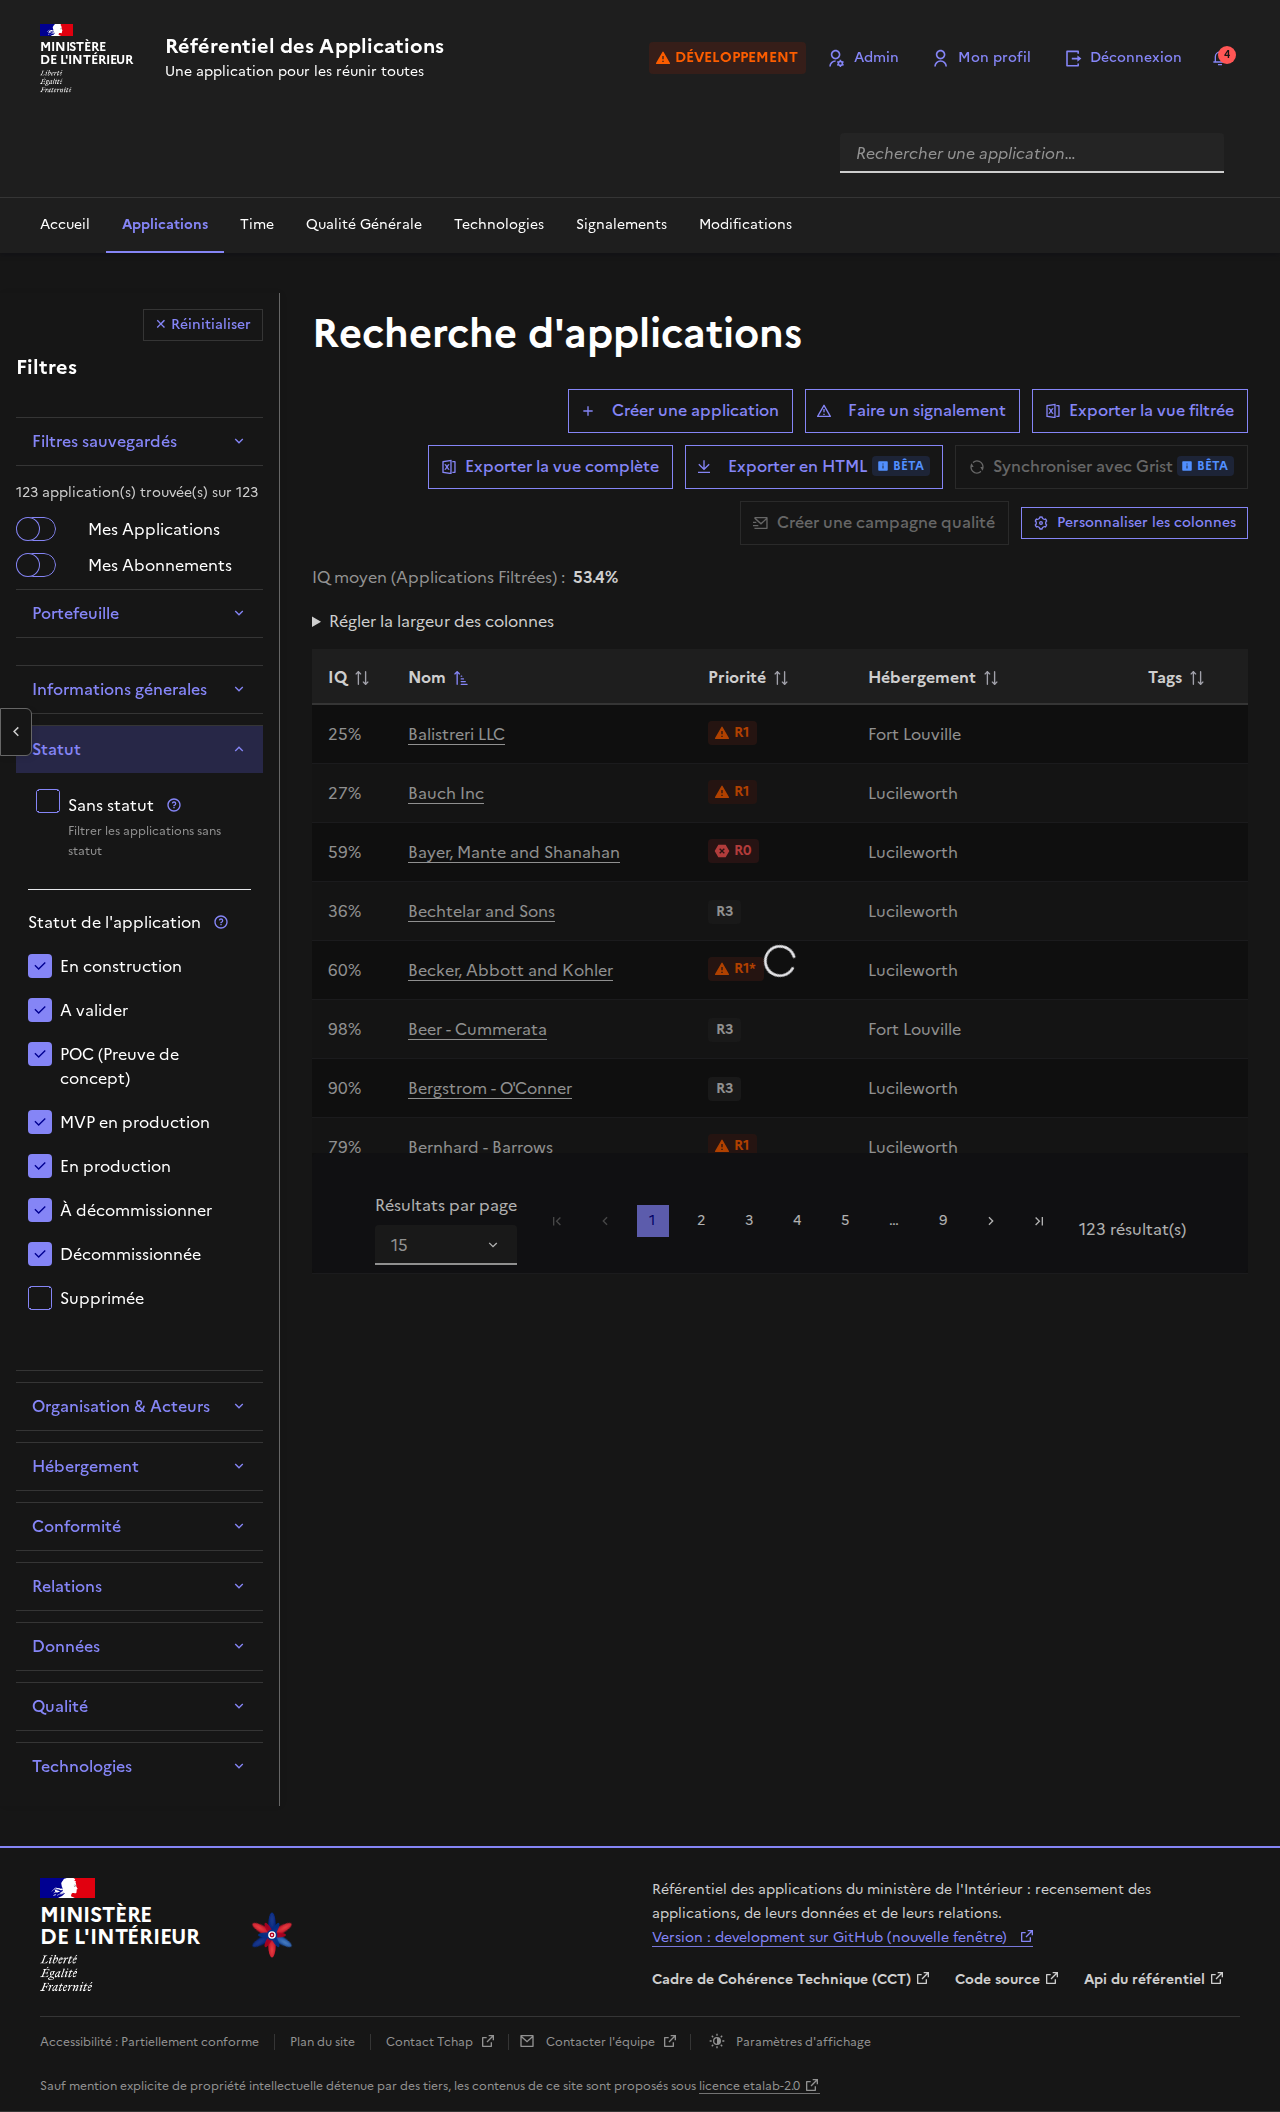 MINISTÈRE
DE L'INTÉRIEUR
Liberté
Égalité
Fraternité
Référentiel des Applications
Une application pour les réunir toutes
DÉVELOPPEMENT
Admin
Mon profil
Déconnexion
4
Rechercher une application...
Accueil
Applications
Time
Qualité Générale
Technologies
Signalements
Modifications
Réinitialiser
Filtres
Filtres sauvegardés
123 application(s) trouvée(s) sur 123
Mes Applications
Mes Abonnements
Portefeuille
Informations génerales
Statut
Sans statut
Filtrer les applications sans
statut
Statut de l'application
En construction
A valider
POC (Preuve de
concept)
MVP en production
En production
À décommissionner
Décommissionnée
Supprimée
Organisation & Acteurs
Hébergement
Conformité
Relations
Données
Qualité
Technologies
Recherche d'applications
Créer une application
Faire un signalement
Exporter la vue filtrée
Exporter la vue complète
Exporter en HTML BÊTA
Synchroniser avec Grist BÊTA
Créer une campagne qualité
Personnaliser les colonnes
IQ moyen (Applications Filtrées) : 53.4%
Régler la largeur des colonnes
IQ Nom Priorité Hébergement Tags
25% Balistreri LLC R1 Fort Louville
27% Bauch Inc R1 Lucileworth
59% Bayer, Mante and Shanahan R0 Lucileworth
36% Bechtelar and Sons R3 Lucileworth
60% Becker, Abbott and Kohler R1* Lucileworth
98% Beer - Cummerata R3 Fort Louville
90% Bergstrom - O'Conner R3 Lucileworth
79% Bernhard - Barrows R1 Lucileworth
Résultats par page
15
1 2 3 4 5 … 9
123 résultat(s)
MINISTÈRE
DE L'INTÉRIEUR
Liberté
Égalité
Fraternité
Référentiel des applications du ministère de l'Intérieur : recensement des
applications, de leurs données et de leurs relations.
Version : development sur GitHub (nouvelle fenêtre)
Cadre de Cohérence Technique (CCT)
Code source
Api du référentiel
Accessibilité : Partiellement conforme
Plan du site
Contact Tchap
Contacter l'équipe
Paramètres d'affichage
Sauf mention explicite de propriété intellectuelle détenue par des tiers, les contenus de ce site sont proposés sous licence etalab-2.0